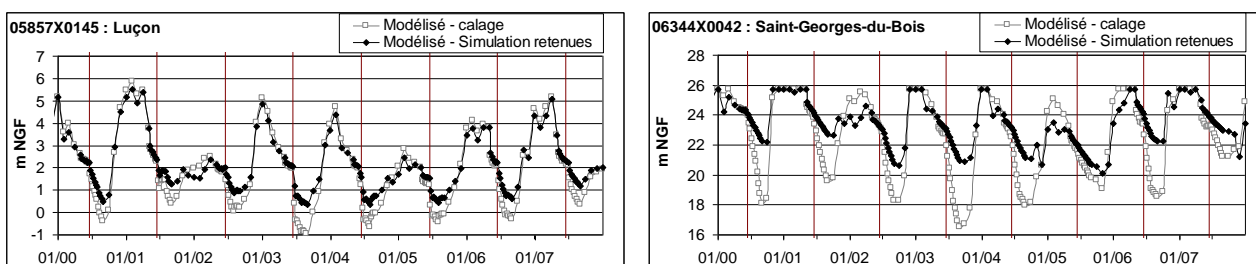 05857X0145 : Luçon
Modélisé - calage
Modélisé - Simulation retenues
m NGF
7
6
5
4
3
2
1
0
-1
01/00 01/01 01/02 01/03 01/04 01/05 01/06 01/07
06344X0042 : Saint-Georges-du-Bois
Modélisé - calage
Modélisé - Simulation retenues
m NGF
28
26
24
22
20
18
16
01/00 01/01 01/02 01/03 01/04 01/05 01/06 01/07